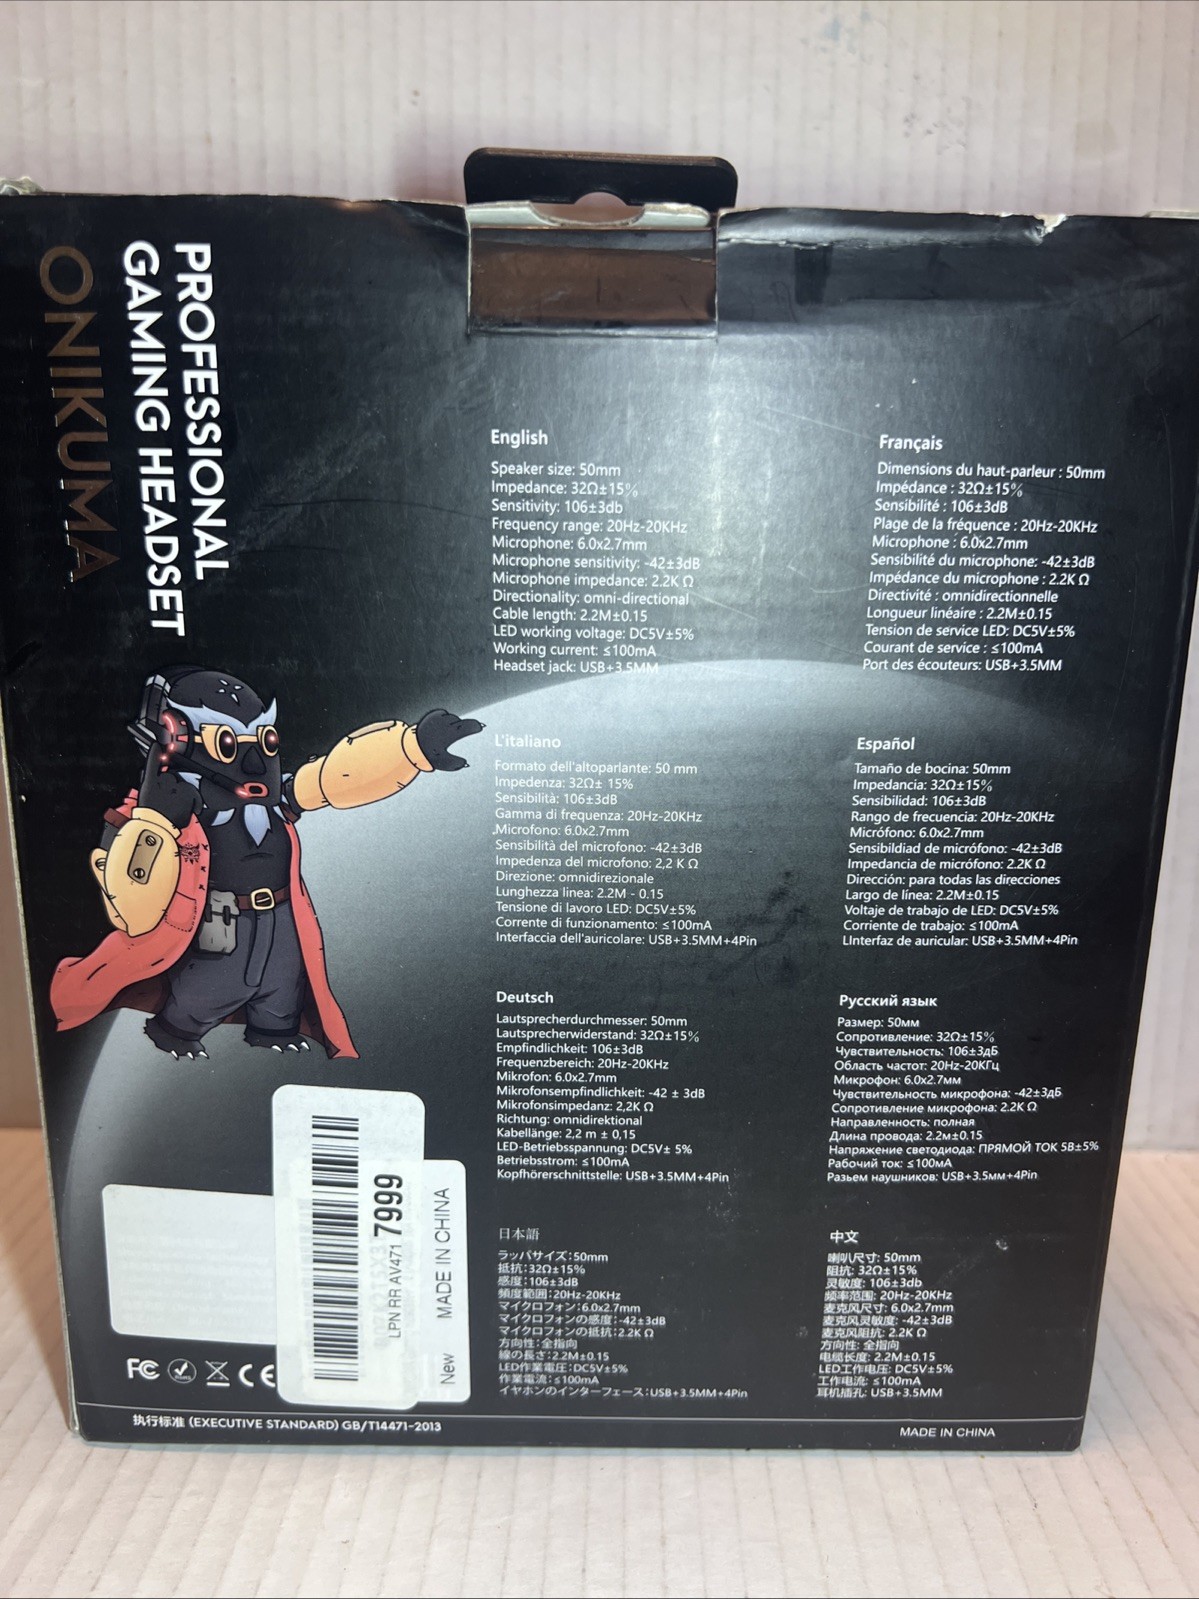 PROFESSIONAL
GAMING HEADSET
ONIKUMA
English
Speaker size: 50mm
Impedance: 32Ω±15%
Sensitivity: 106±3db
Frequency range: 20Hz-20KHz
Microphone: 6.0x2.7mm
Microphone sensitivity: -42±3dB
Microphone impedance: 2.2K Ω
Directionality: omni-directional
Cable length: 2.2M±0.15
LED working voltage: DC5V±5%
Working current: ≤100mA
Headset jack: USB+3.5MM
Français
Dimensions du haut-parleur : 50mm
Impédance : 32Ω±15%
Sensibilité : 106±3dB
Plage de la fréquence : 20Hz-20KHz
Microphone : 6.0x2.7mm
Sensibilité du microphone: -42±3dB
Impédance du microphone : 2.2K Ω
Directivité : omnidirectionnelle
Longueur linéaire : 2.2M±0.15
Tension de service LED: DC5V±5%
Courant de service : ≤100mA
Port des écouteurs: USB+3.5MM
L'italiano
Formato dell'altoparlante: 50 mm
Impedenza: 32Ω± 15%
Sensibilità: 106±3dB
Gamma di frequenza: 20Hz-20KHz
Microfono: 6.0x2.7mm
Sensibilità del microfono: -42±3dB
Impedenza del microfono: 2,2 K Ω
Direzione: omnidirezionale
Lunghezza linea: 2.2M - 0.15
Tensione di lavoro LED: DC5V±5%
Corrente di funzionamento: ≤100mA
Interfaccia dell'auricolare: USB+3.5MM+4Pin
Español
Tamaño de bocina: 50mm
Impedancia: 32Ω±15%
Sensibilidad: 106±3dB
Rango de frecuencia: 20Hz-20KHz
Micrófono: 6.0x2.7mm
Sensibildiad de micrófono: -42±3dB
Impedancia de micrófono: 2.2K Ω
Dirección: para todas las direcciones
Largo de línea: 2.2M±0.15
Voltaje de trabajo de LED: DC5V±5%
Corriente de trabajo: ≤100mA
LInterfaz de auricular: USB+3.5MM+4Pin
Deutsch
Lautsprecherdurchmesser: 50mm
Lautsprecherwiderstand: 32Ω±15%
Empfindlichkeit: 106±3dB
Frequenzbereich: 20Hz-20KHz
Mikrofon: 6.0x2.7mm
Mikrofonsempfindlichkeit: -42 ± 3dB
Mikrofonsimpedanz: 2,2K Ω
Richtung: omnidirektional
Kabellänge: 2,2 m ± 0,15
LED-Betriebsspannung: DC5V± 5%
Betriebsstrom: ≤100mA
Kopfhörerschnittstelle: USB+3.5MM+4Pin
Русский язык
Размер: 50мм
Сопротивление: 32Ω±15%
Чувствительность: 106±3дБ
Область частот: 20Hz-20КГц
Микрофон: 6.0x2.7мм
Чувствительность микрофона: -42±3дБ
Сопротивление микрофона: 2.2K Ω
Направленность: полная
Длина провода: 2.2м±0.15
Напряжение светодиода: ПРЯМОЙ ТОК 5В±5%
Рабочий ток: ≤100мА
Разьем наушников: USB+3.5мм+4Pin
日本語
ラッパサイズ：50mm
抵抗：32Ω±15%
感度：106±3dB
頻度範囲：20Hz-20KHz
マイクロフォン：6.0x2.7mm
マイクロフォンの感度：-42±3dB
マイクロフォンの抵抗：2.2K Ω
方向性：全指向
線の長さ：2.2M±0.15
LED作業電圧：DC5V±5%
作業電流：≤100mA
イヤホンのインターフェース：USB+3.5MM+4Pin
中文
喇叭尺寸: 50mm
阻抗: 32Ω±15%
灵敏度: 106±3db
频率范围: 20Hz-20KHz
麦克风尺寸: 6.0x2.7mm
麦克风灵敏度: -42±3dB
麦克风阻抗: 2.2K Ω
方向性: 全指向
电缆长度: 2.2M±0.15
LED工作电压: DC5V±5%
工作电流: ≤100mA
耳机插孔: USB+3.5MM
LPN RR AV471 7999
New MADE IN CHINA
FC CE
执行标准 (EXECUTIVE STANDARD) GB/T14471-2013
MADE IN CHINA